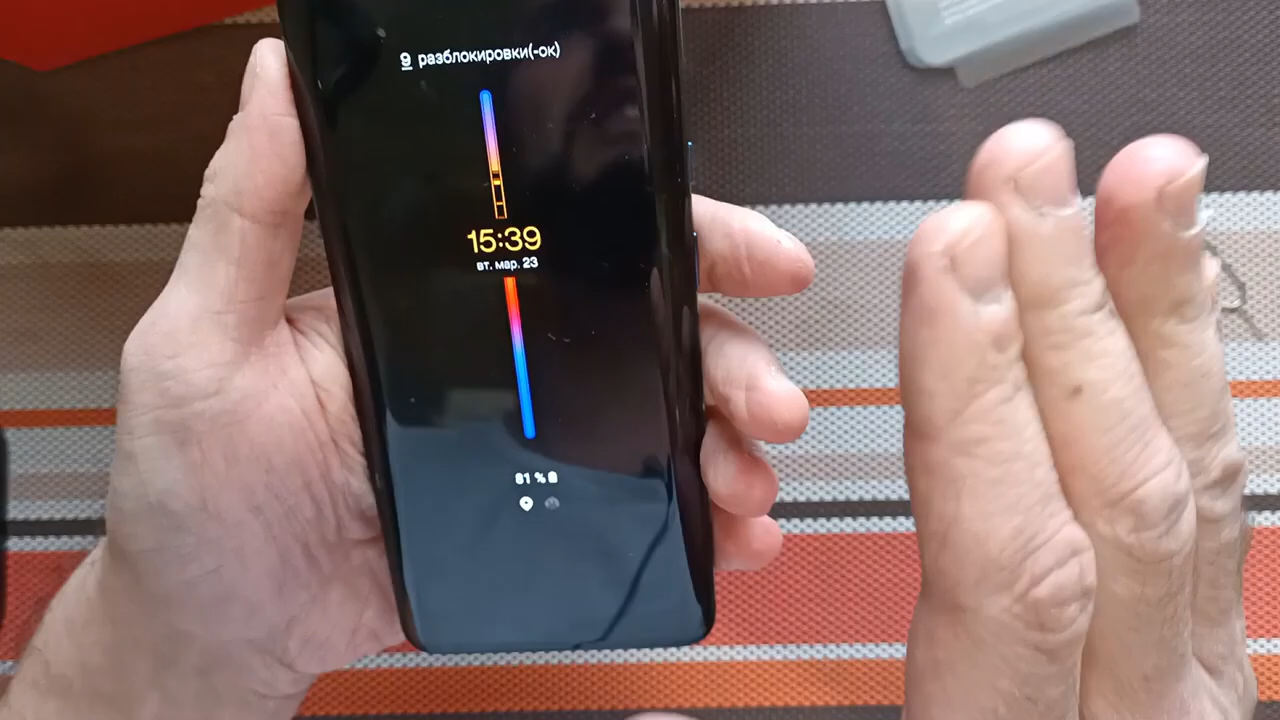 9 разблокировки(-ок)
15:39
вт. мар. 23
81 %